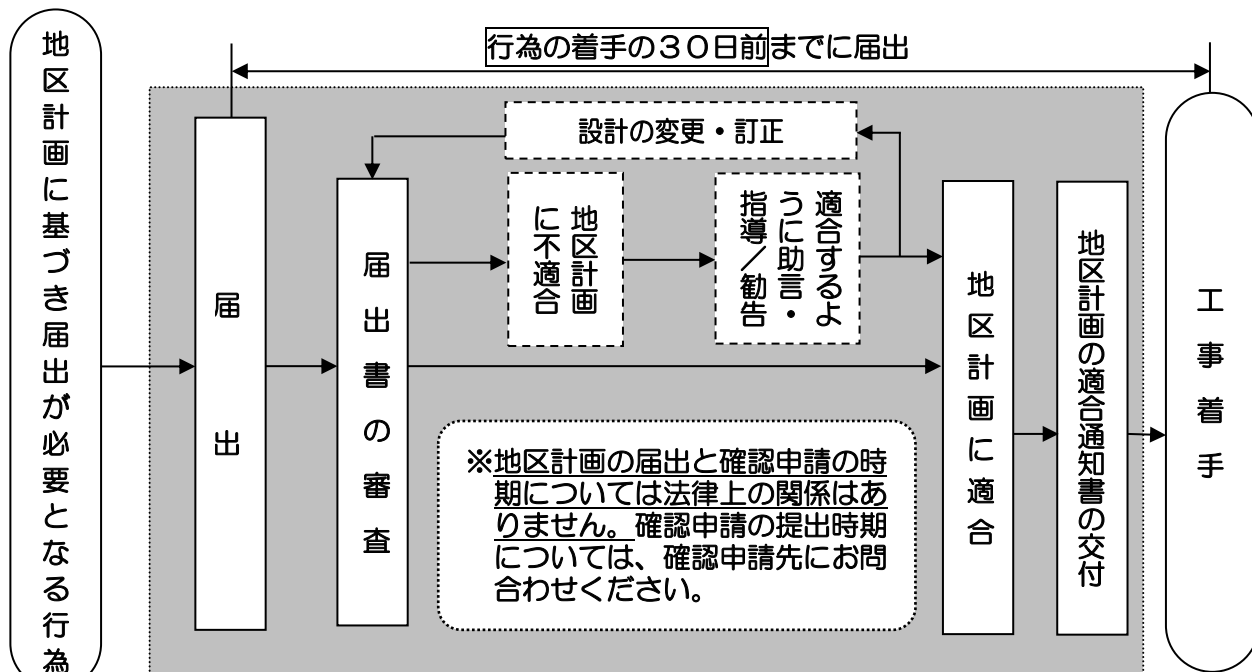 行為の着手の３０日前までに届出
地区計画に基づき届出が必要となる行為
届出
届出書の審査
設計の変更・訂正
地区計画
に不適合
適合するよ
うに助言・
指導／勧告
地区計画に適合
地区計画の適合通知書の交付
工事着手
※地区計画の届出と確認申請の時
期については法律上の関係はあ
りません。確認申請の提出時期
については、確認申請先にお問
合わせください。